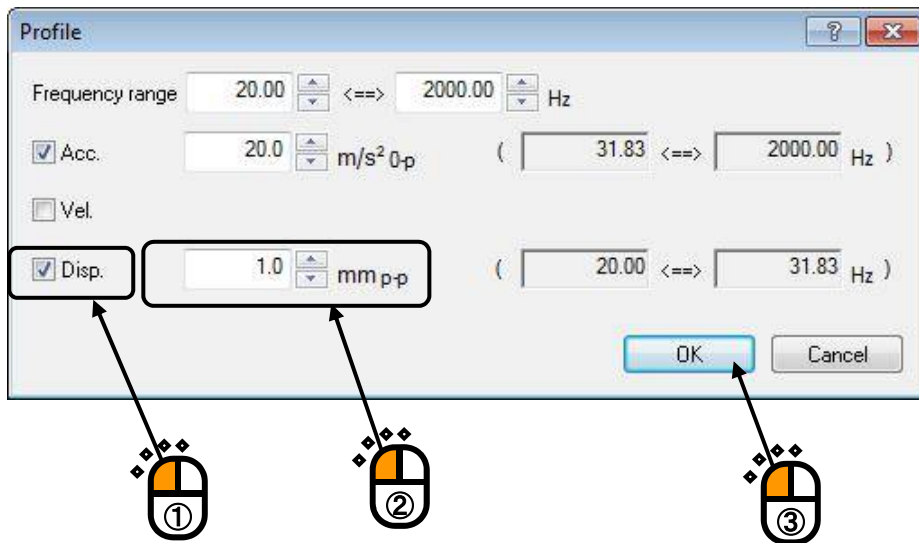 Profile
Frequency range 20.00 <==> 2000.00 Hz
Acc. 20.0 m/s² 0-p ( 31.83 <==> 2000.00 Hz )
Vel.
Disp. 1.0 mm p-p ( 20.00 <==> 31.83 Hz )
OK Cancel
① ② ③